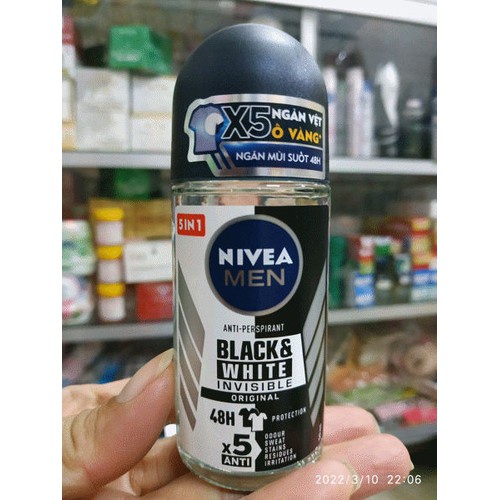 X5 NGĂN VỆT
Ố VÀNG*
NGĂN MÙI SUỐT 48H
5 IN 1
NIVEA
MEN
ANTI-PERSPIRANT
BLACK&
WHITE
INVISIBLE
ORIGINAL
48H PROTECTION
x5
ANTI
ODOUR
SWEAT
STAINS
RESIDUES
IRRITATION
2022/3/10 22:06